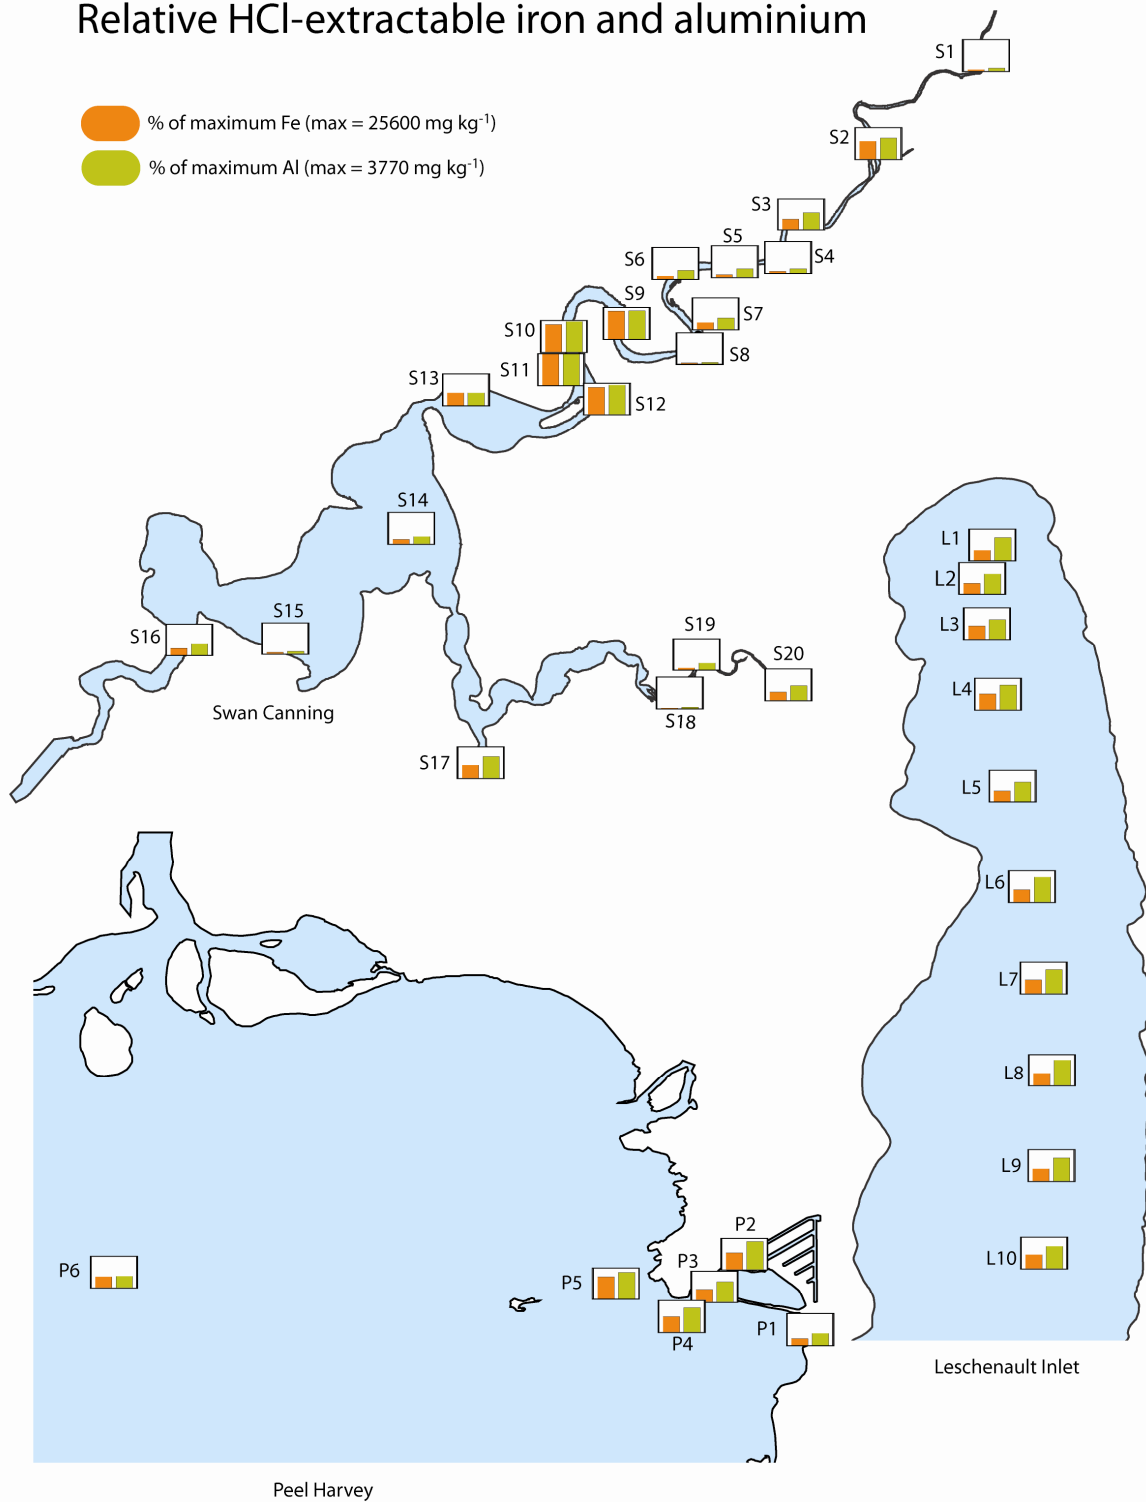 Relative HCl-extractable iron and aluminium
% of maximum Fe (max = 25600 mg kg-1)
% of maximum Al (max = 3770 mg kg-1)
S1
S2
S3
S4
S5
S6
S7
S8
S9
S10
S11
S12
S13
S14
S15
S16
S17
S18
S19
S20
Swan Canning
L1
L2
L3
L4
L5
L6
L7
L8
L9
L10
Leschenault Inlet
P1
P2
P3
P4
P5
P6
Peel Harvey